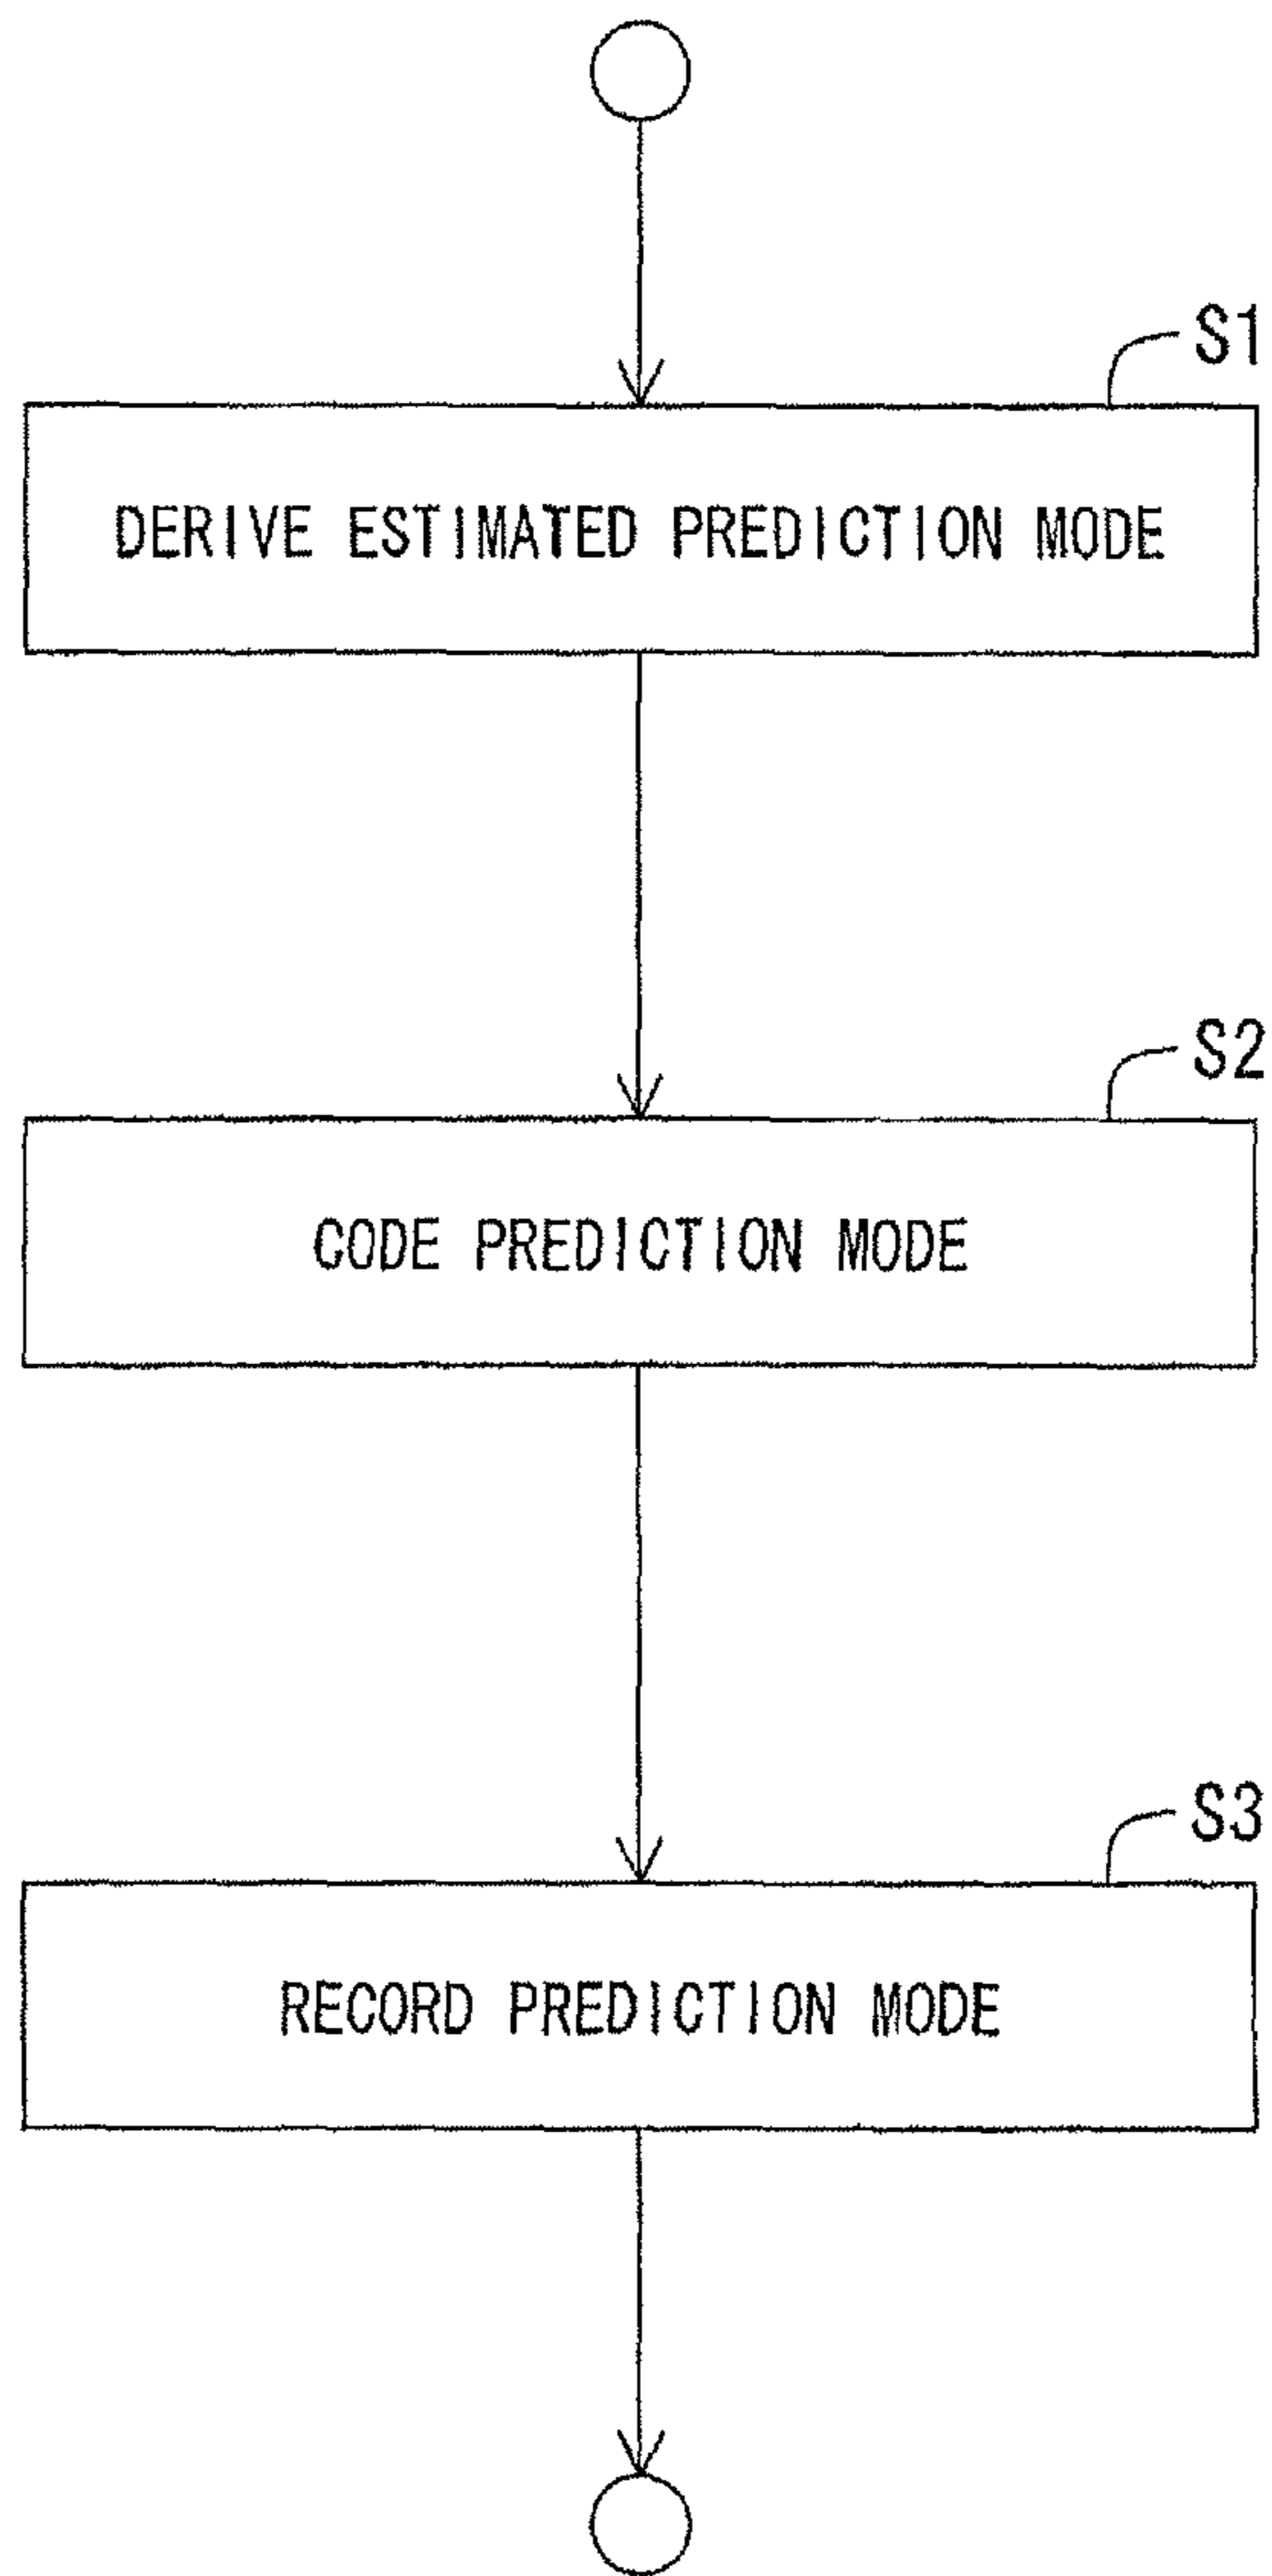 S1
DERIVE ESTIMATED PREDICTION MODE
S2
CODE PREDICTION MODE
S3
RECORD PREDICTION MODE